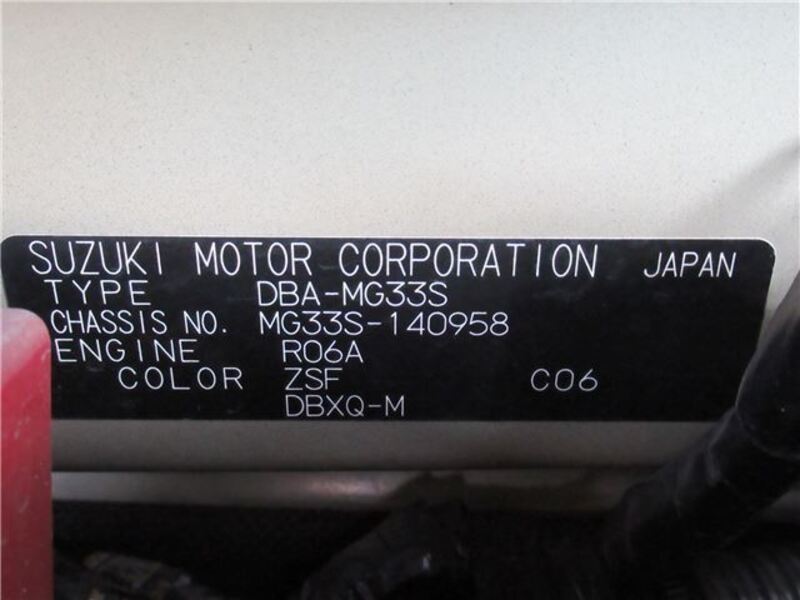 SUZUKI MOTOR CORPORATION JAPAN
TYPE DBA-MG33S
CHASSIS NO. MG33S-140958
ENGINE R06A
COLOR ZSF C06
DBXQ-M